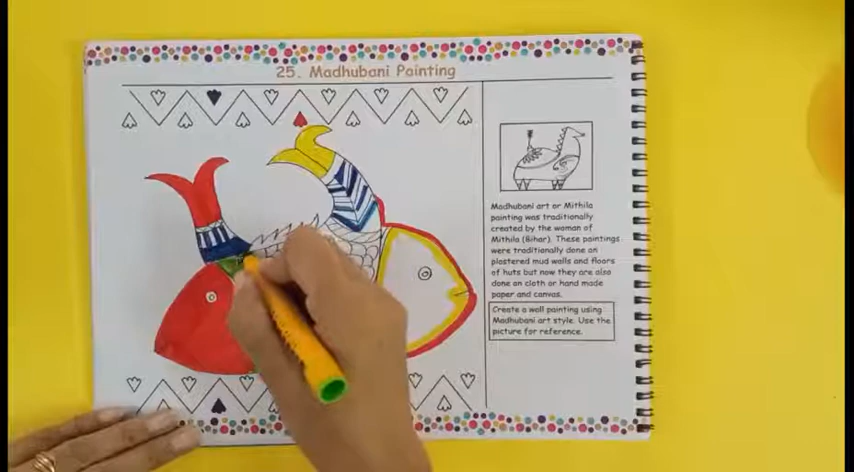 25. Madhubani Painting
Madhubani art or Mithila
painting was traditionally
created by the woman of
Mithila (Bihar). These paintings
were traditionally done on
plastered mud walls and floors
of huts but now they are also
done on cloth or hand made
paper and canvas.
Create a wall painting using
Madhubani art style. Use the
picture for reference.